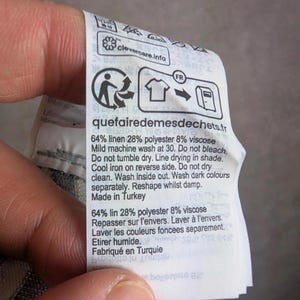 clevercare.info
FR
quefairedemesdechets.fr
64% linen 28% polyester 8% viscose
Mild machine wash at 30. Do not bleach.
Do not tumble dry. Line drying in shade.
Cool iron on reverse side. Do not dry
clean. Wash inside out. Wash dark colours
separately. Reshape whilst damp.
Made in Turkey
64% lin 28% polyester 8% viscose
Repasser sur l'envers. Laver à l'envers.
Laver les couleurs foncées separement.
Etirer humide.
Fabriqué en Turquie